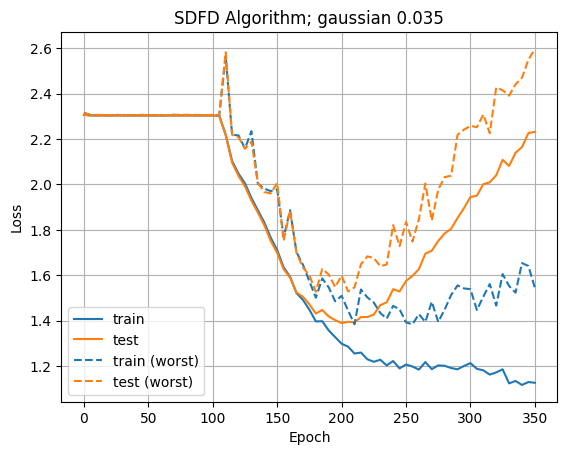 SDFD Algorithm; gaussian 0.035
2.6
2.4
2.2
2.0
1.8
1.6
1.4
1.2
Loss
train
test
train (worst)
test (worst)
0 50 100 150 200 250 300 350
Epoch